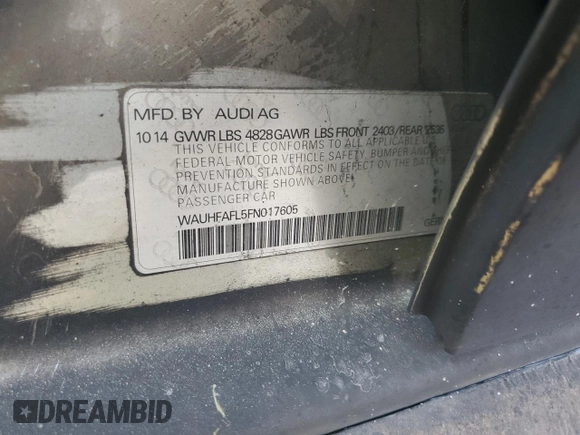 MFD. BY AUDI AG
10 14 GVWR LBS 4828 GAWR LBS FRONT 2403/REAR 2536
THIS VEHICLE CONFORMS TO ALL APPLICABLE U.S.
FEDERAL MOTOR VEHICLE SAFETY, BUMPER AND THEFT
PREVENTION STANDARDS IN EFFECT ON THE DATE OF
MANUFACTURE SHOWN ABOVE.
PASSENGER CAR
WAUHFAFL5FN017605
DREAMBID